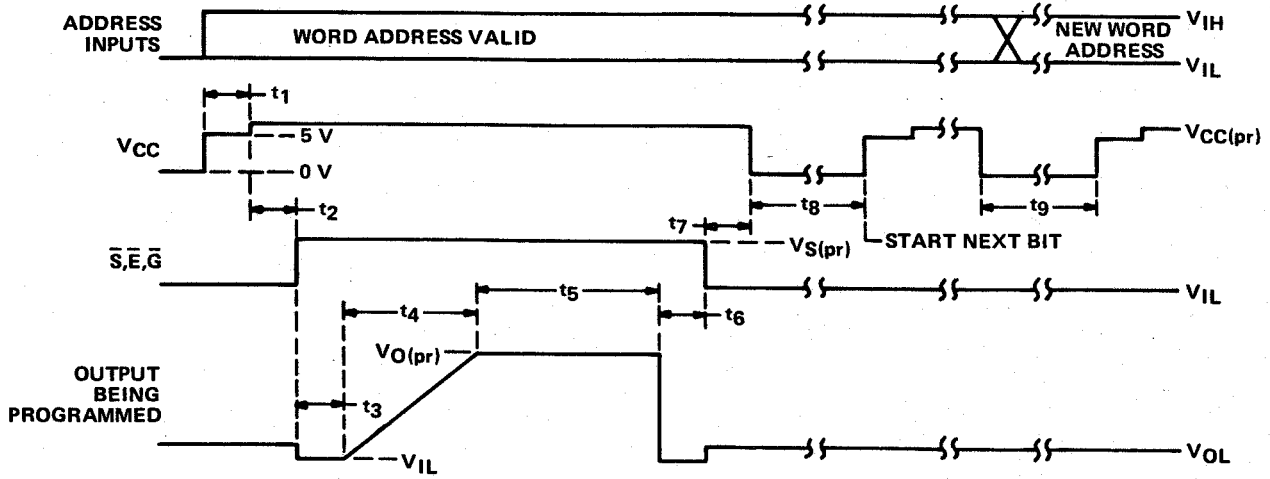 ADDRESS
INPUTS
WORD ADDRESS VALID
VIH
NEW WORD
ADDRESS
VIL
t1
VCC
5 V
0 V
VCC(pr)
t2
t7
t8
t9
START NEXT BIT
S̅,E̅,G̅
VS(pr)
VIL
t4
t5
t6
VO(pr)
OUTPUT
BEING
PROGRAMMED
t3
VIL
VOL